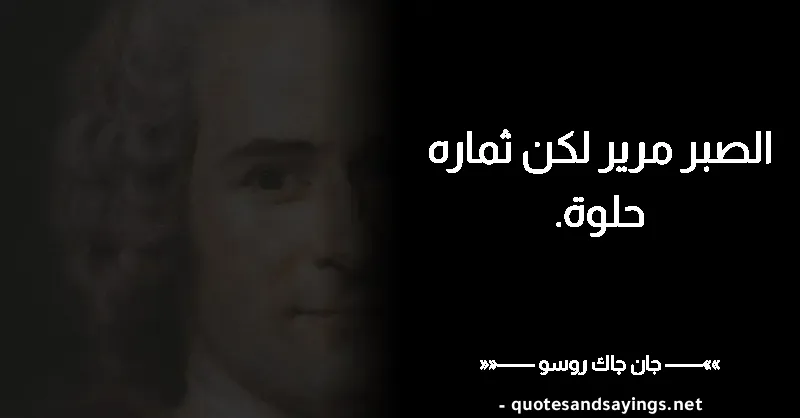 الصبر مرير لكن ثماره
حلوة.
»»—— جان جاك روسو ——««
- quotesandsayings.net